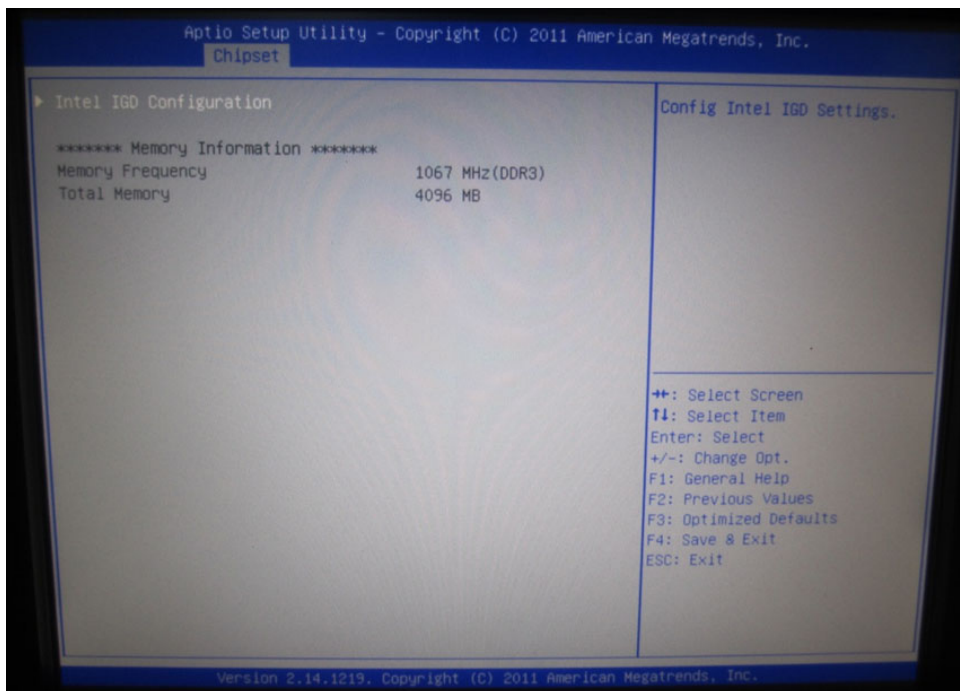 Aptio Setup Utility – Copyright (C) 2011 American Megatrends, Inc.
Chipset
► Intel IGD Configuration
Config Intel IGD Settings.
******* Memory Information *******
Memory Frequency 1067 MHz(DDR3)
Total Memory 4096 MB
→←: Select Screen
↑↓: Select Item
Enter: Select
+/-: Change Opt.
F1: General Help
F2: Previous Values
F3: Optimized Defaults
F4: Save & Exit
ESC: Exit
Version 2.14.1219. Copyright (C) 2011 American Megatrends, Inc.